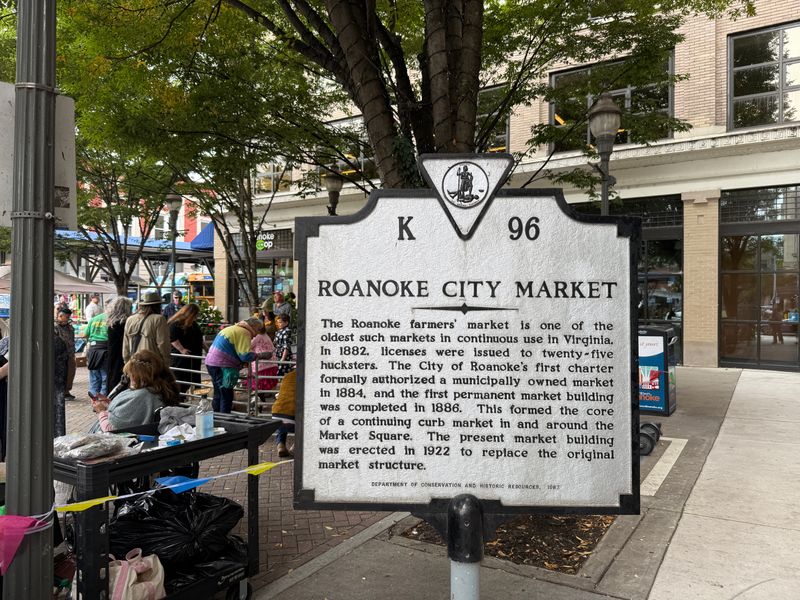 K 96
ROANOKE CITY MARKET
The Roanoke farmers' market is one of the
oldest such markets in continuous use in Virginia.
In 1882, licenses were issued to twenty-five
hucksters. The City of Roanoke's first charter
formally authorized a municipally owned market
in 1884, and the first permanent market building
was completed in 1886. This formed the core
of a continuing curb market in and around the
Market Square. The present market building
was erected in 1922 to replace the original
market structure.
DEPARTMENT OF CONSERVATION AND HISTORIC RESOURCES, 1987